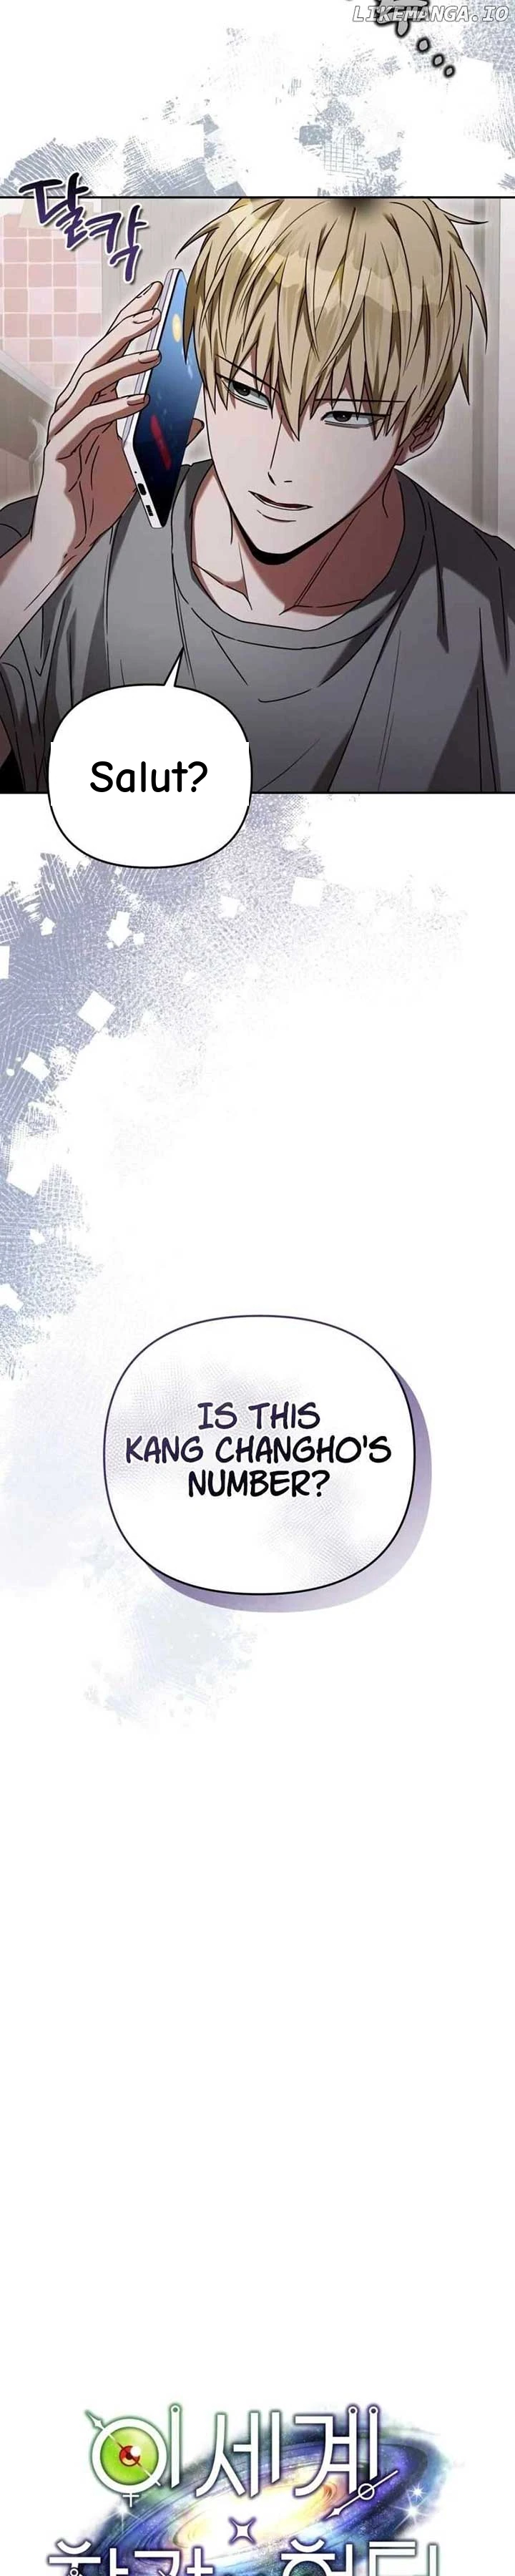 LIKEMANGA.IO
달칵
Salut?
IS THIS
KANG CHANGHO'S
NUMBER?
이세계